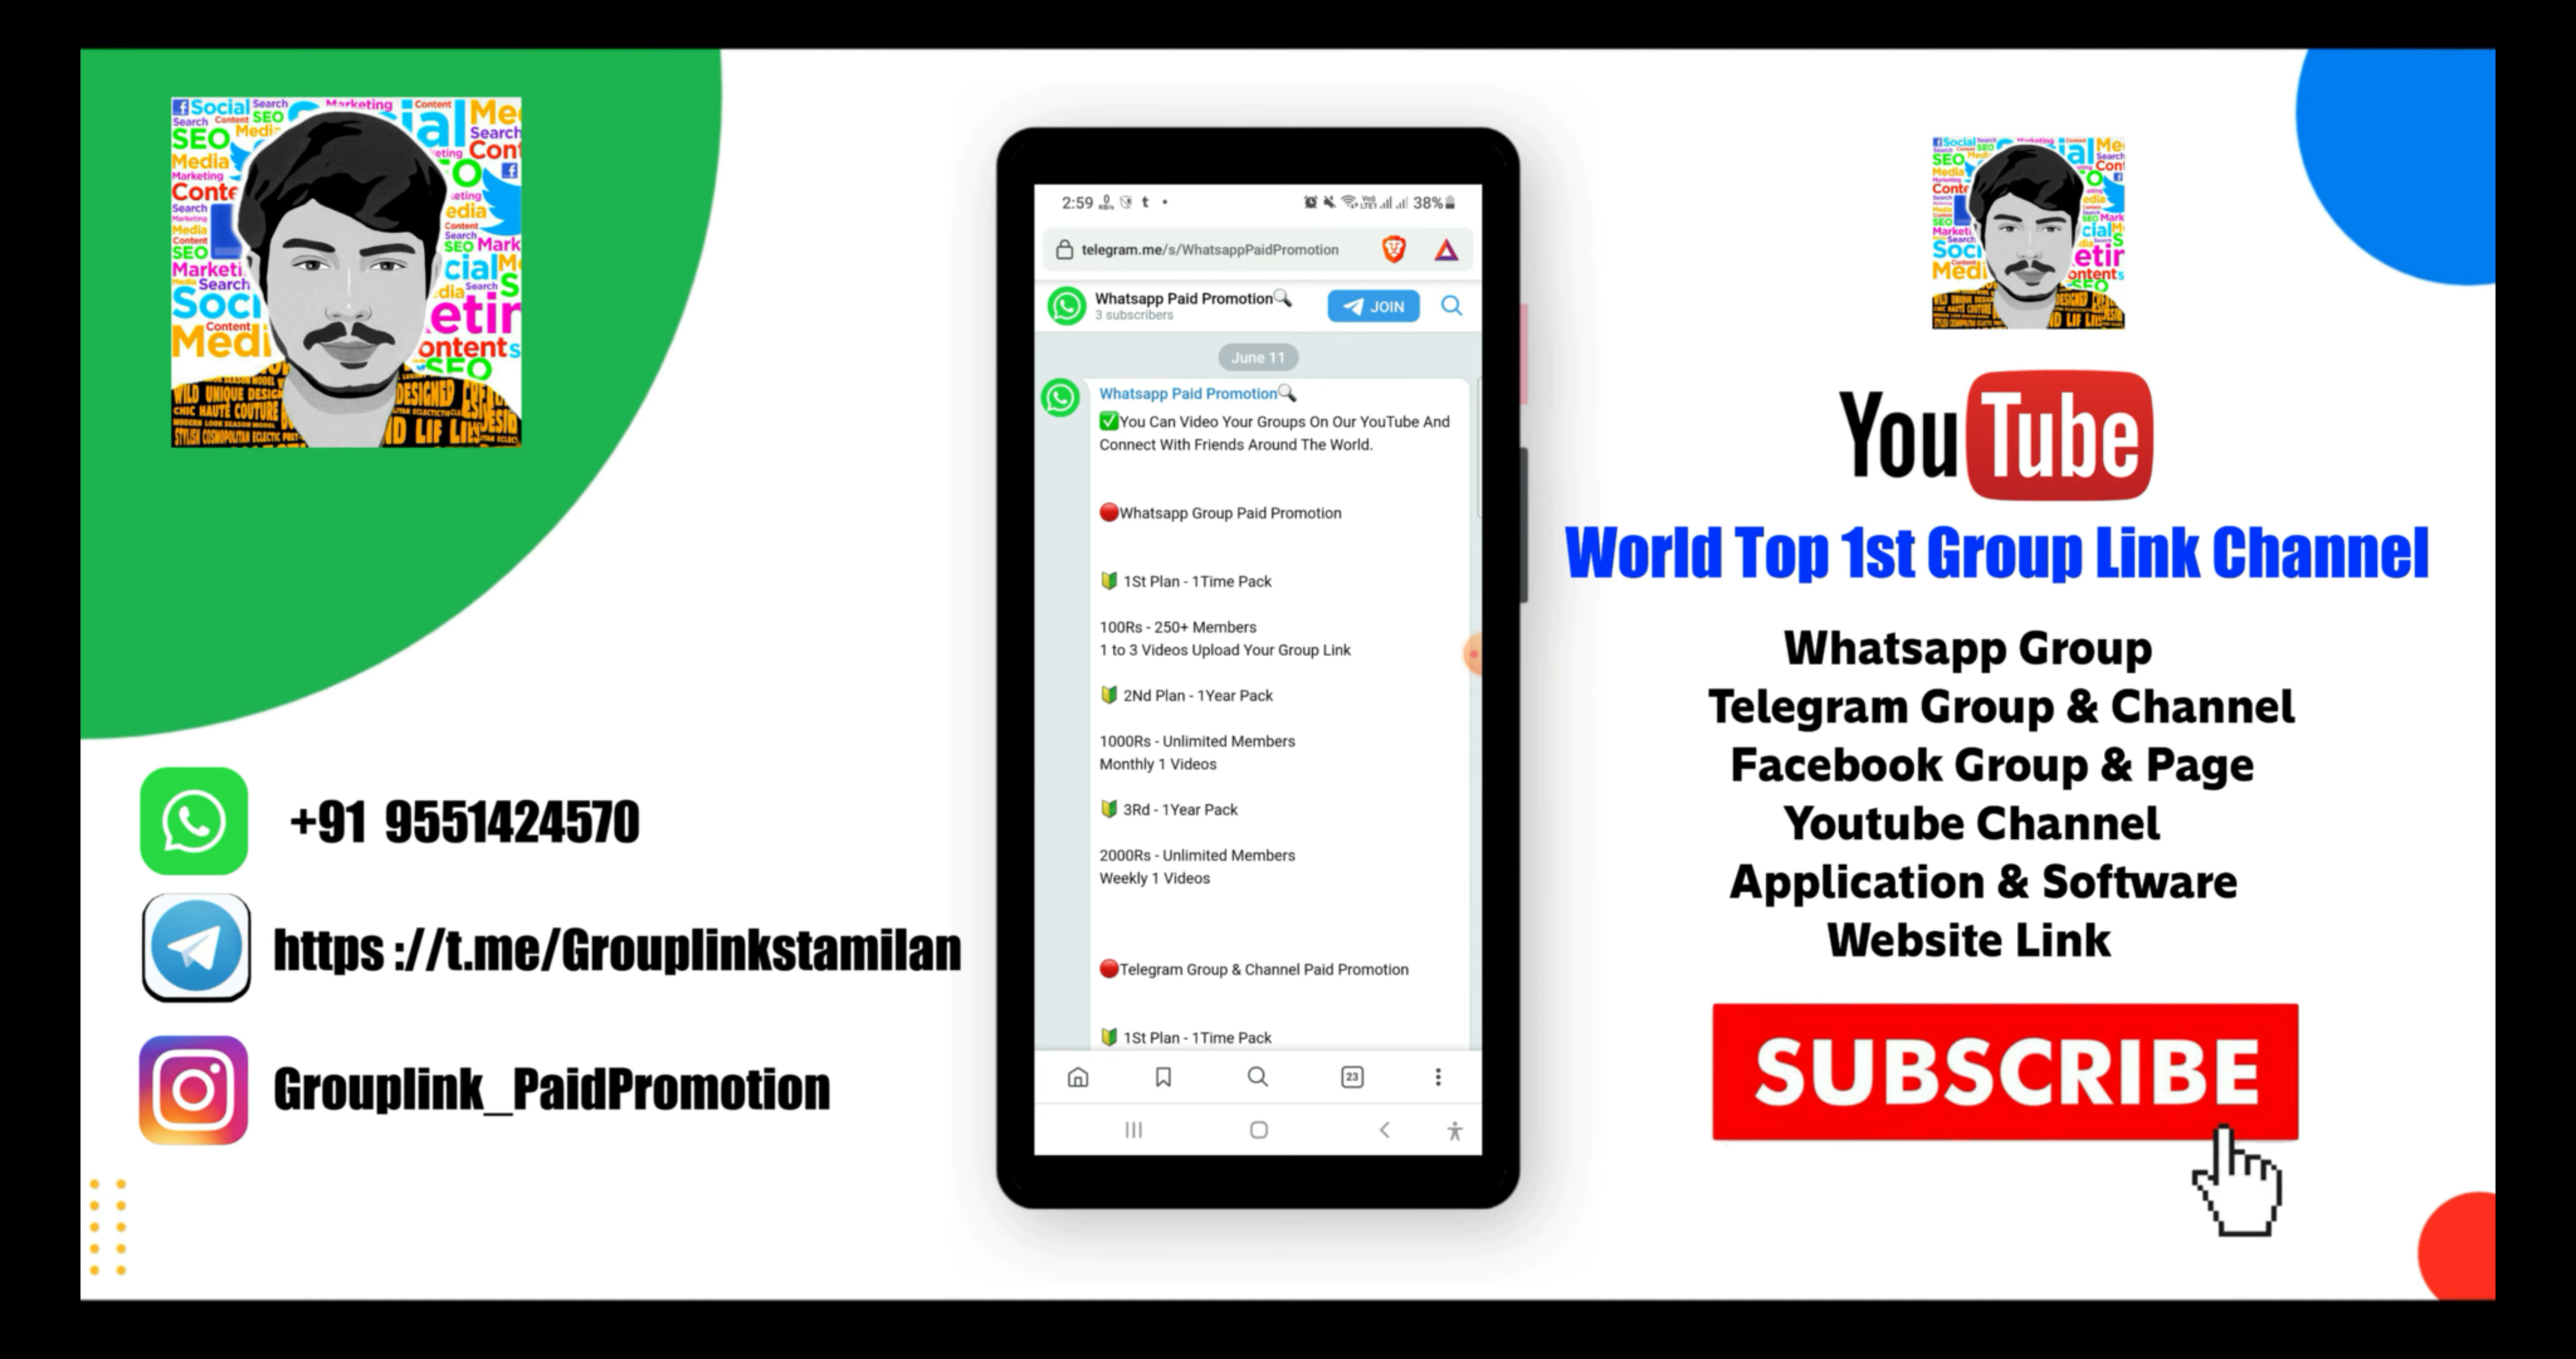 +91 9551424570
https ://t.me/Grouplinkstamilan
Grouplink_PaidPromotion
2:59
38%
telegram.me/s/WhatsappPaidPromotion
Whatsapp Paid Promotion
3 subscribers
JOIN
June 11
Whatsapp Paid Promotion
You Can Video Your Groups On Our YouTube And
Connect With Friends Around The World.
Whatsapp Group Paid Promotion
1St Plan - 1Time Pack
100Rs - 250+ Members
1 to 3 Videos Upload Your Group Link
2Nd Plan - 1Year Pack
1000Rs - Unlimited Members
Monthly 1 Videos
3Rd - 1Year Pack
2000Rs - Unlimited Members
Weekly 1 Videos
Telegram Group & Channel Paid Promotion
1St Plan - 1Time Pack
23
YouTube
World Top 1st Group Link Channel
Whatsapp Group
Telegram Group & Channel
Facebook Group & Page
Youtube Channel
Application & Software
Website Link
SUBSCRIBE